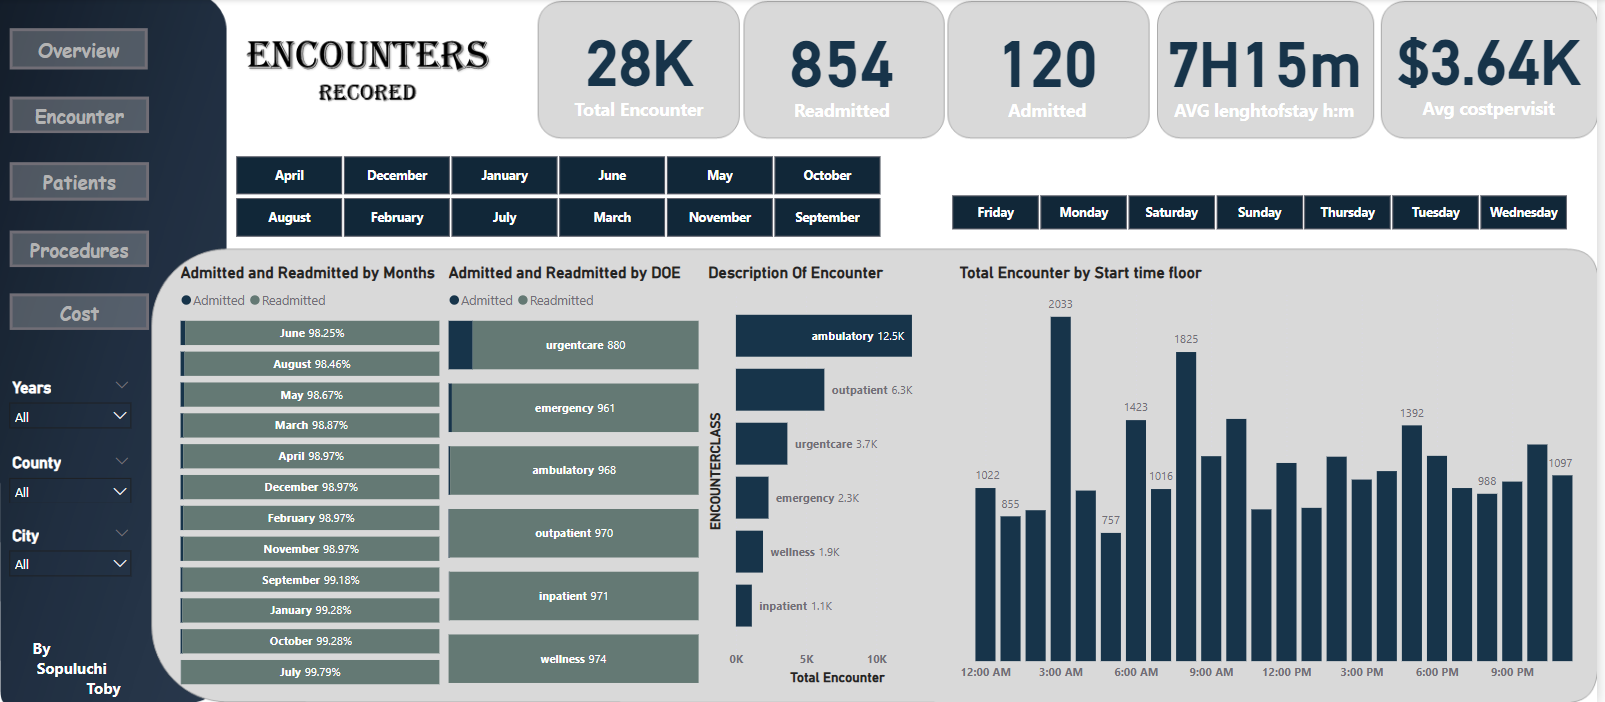 Overview
Encounter
Patients
Procedures
Cost
Years
All
County
All
City
All
By
Sopuluchi
Toby
ENCOUNTERS
RECORED
28K
Total Encounter
854
Readmitted
120
Admitted
7H15m
AVG lenghtofstay h:m
$3.64K
Avg costpervisit
April December January June May October
August February July March November September
Friday Monday Saturday Sunday Thursday Tuesday Wednesday
Admitted and Readmitted by Months
Admitted Readmitted
June 98.25%
August 98.46%
May 98.67%
March 98.87%
April 98.97%
December 98.97%
February 98.97%
November 98.97%
September 99.18%
January 99.28%
October 99.28%
July 99.79%
Admitted and Readmitted by DOE
Admitted Readmitted
urgentcare 880
emergency 961
ambulatory 968
outpatient 970
inpatient 971
wellness 974
Description Of Encounter
ENCOUNTERCLASS
ambulatory 12.5K
outpatient 6.3K
urgentcare 3.7K
emergency 2.3K
wellness 1.9K
inpatient 1.1K
0K 5K 10K
Total Encounter
Total Encounter by Start time floor
1022 855 2033 757 1423 1016 1825 1392 988 1097
12:00 AM 3:00 AM 6:00 AM 9:00 AM 12:00 PM 3:00 PM 6:00 PM 9:00 PM